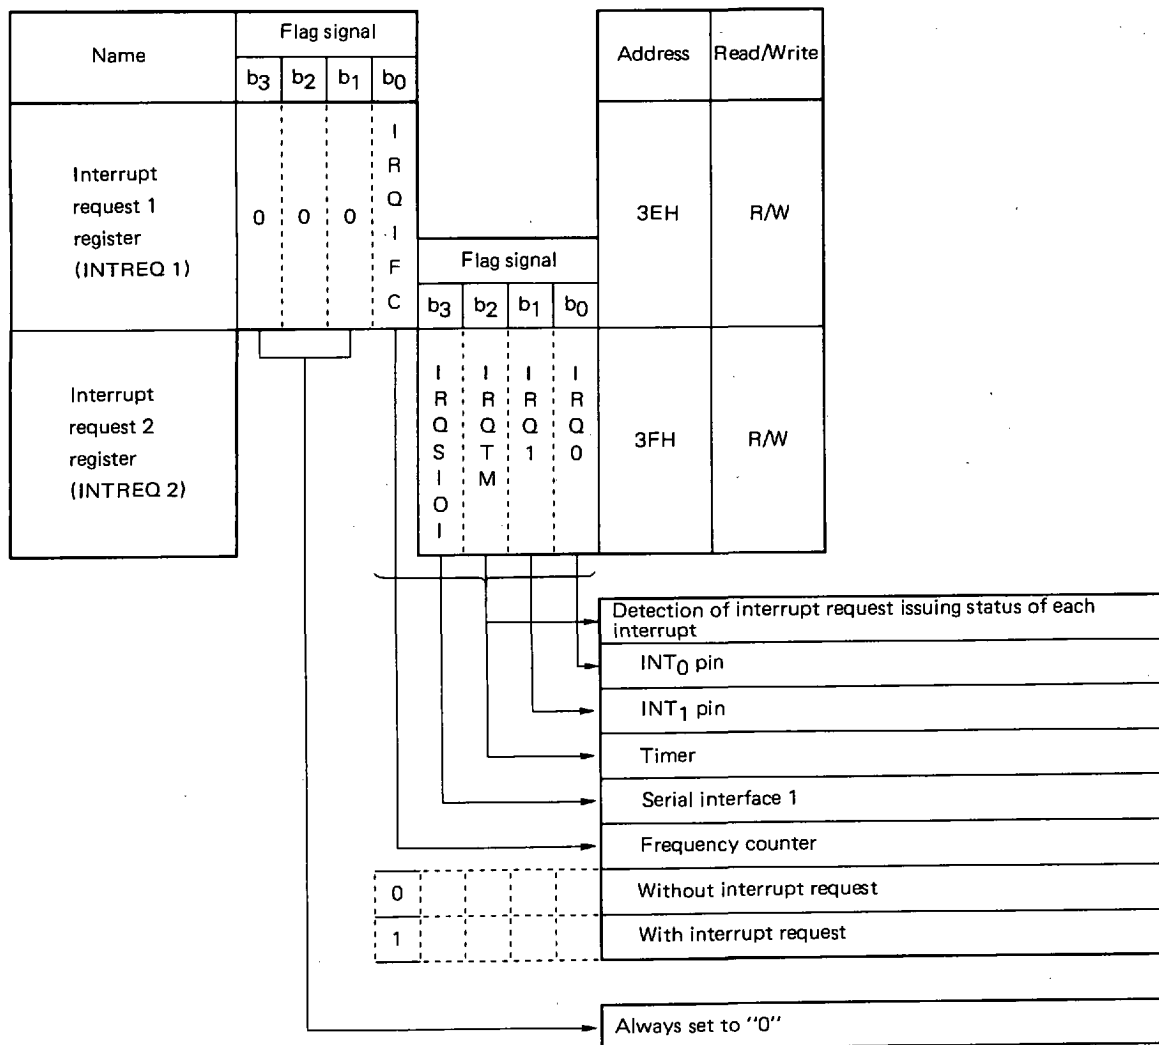 Name
Flag signal
Address
Read/Write
b3 b2 b1 b0
Interrupt
request 1
register
(INTREQ 1)
0 0 0
IRQIFC
3EH
R/W
Flag signal
b3 b2 b1 b0
Interrupt
request 2
register
(INTREQ 2)
IRQSIOI
IRQTM
IRQ1
IRQ0
3FH
R/W
Detection of interrupt request issuing status of each
interrupt
INT0 pin
INT1 pin
Timer
Serial interface 1
Frequency counter
0 Without interrupt request
1 With interrupt request
Always set to "0"